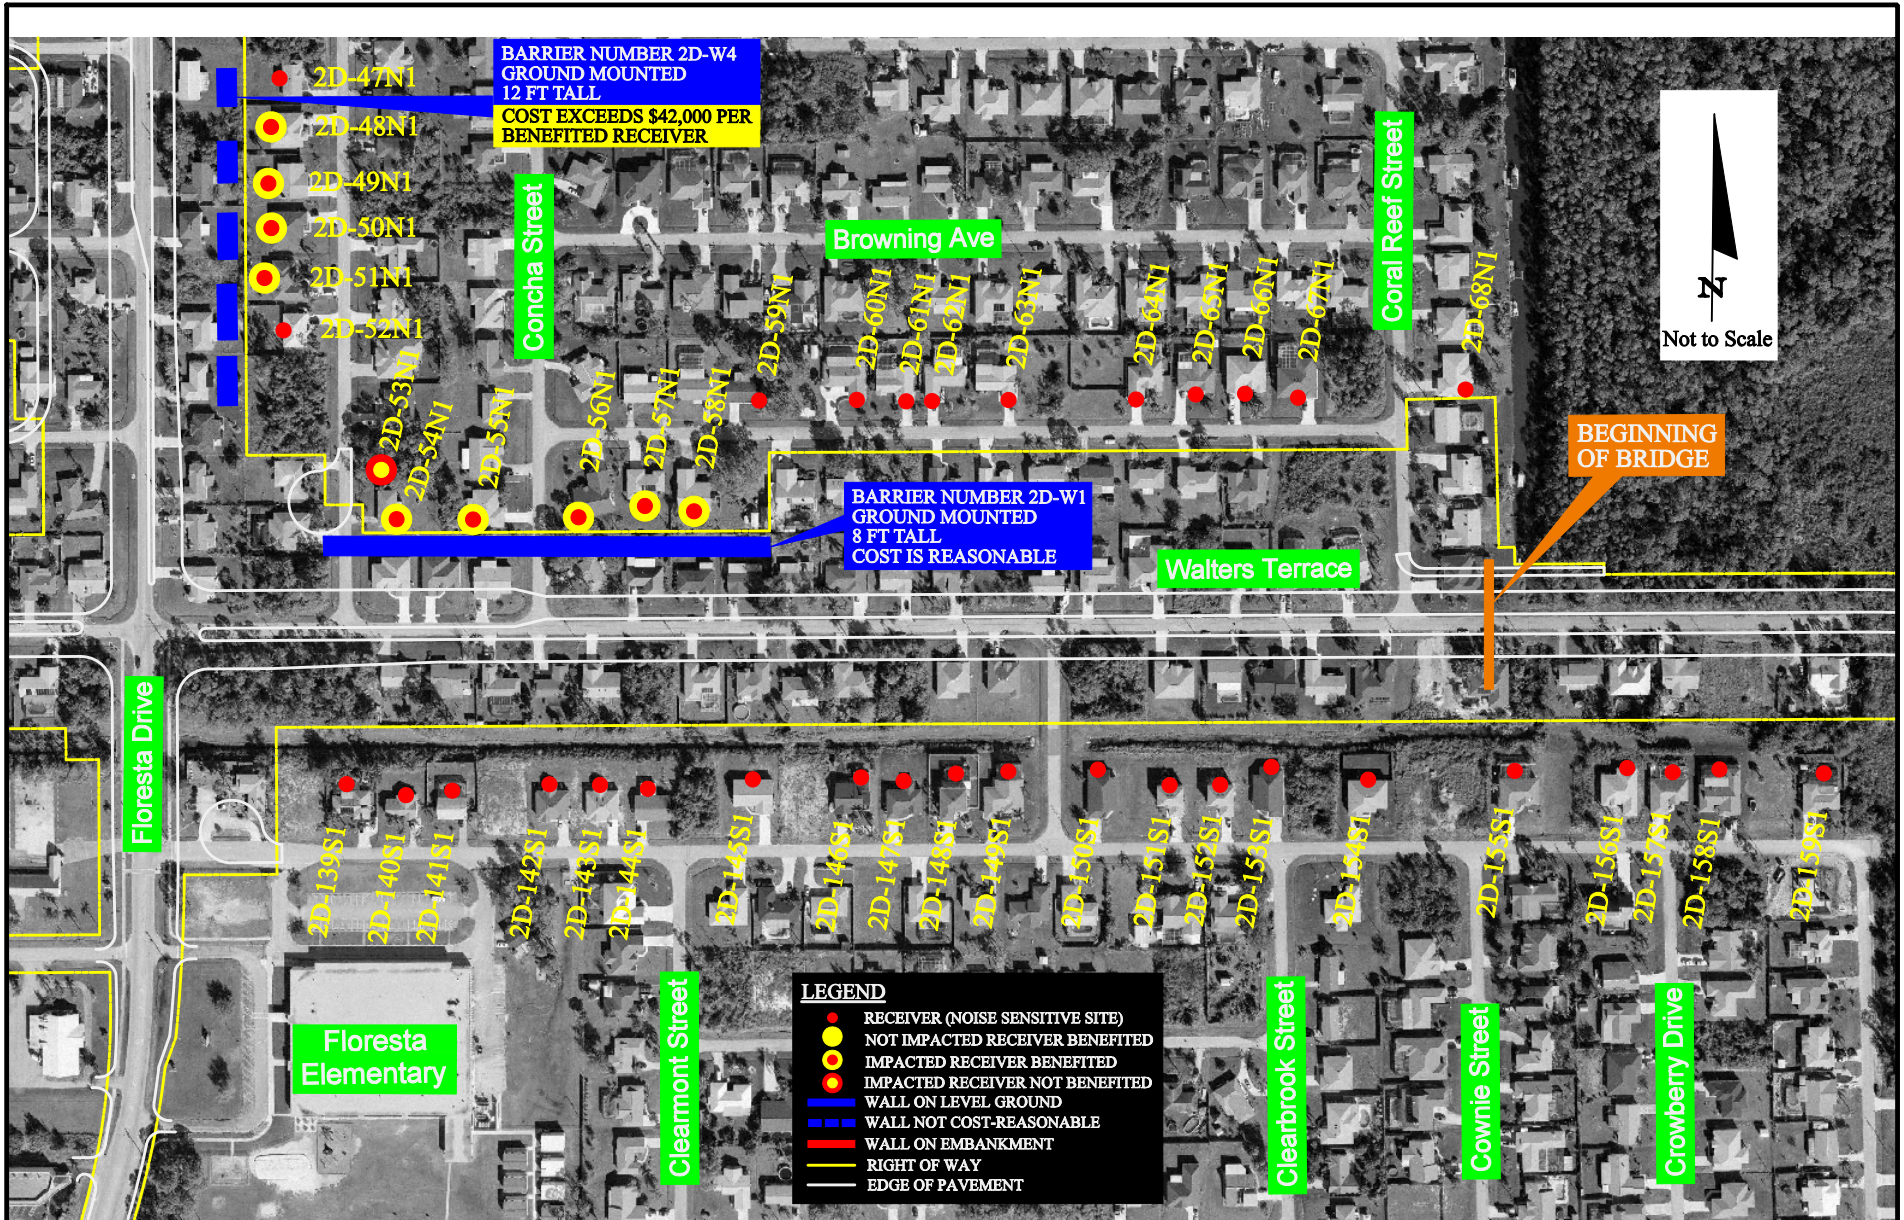 BARRIER NUMBER 2D-W4
GROUND MOUNTED
12 FT TALL
COST EXCEEDS $42,000 PER
BENEFITED RECEIVER
2D-47N1
2D-48N1
2D-49N1
2D-50N1
2D-51N1
2D-52N1
2D-53N1
2D-54N1
2D-55N1
2D-56N1
2D-57N1
2D-58N1
2D-59N1
2D-60N1
2D-61N1
2D-62N1
2D-63N1
2D-64N1
2D-65N1
2D-66N1
2D-67N1
2D-68N1
Concha Street
Browning Ave
Coral Reef Street
N
Not to Scale
BEGINNING
OF BRIDGE
BARRIER NUMBER 2D-W1
GROUND MOUNTED
8 FT TALL
COST IS REASONABLE
Walters Terrace
Floresta Drive
2D-139S1
2D-140S1
2D-141S1
2D-142S1
2D-143S1
2D-144S1
2D-145S1
2D-146S1
2D-147S1
2D-148S1
2D-149S1
2D-150S1
2D-151S1
2D-152S1
2D-153S1
2D-154S1
2D-155S1
2D-156S1
2D-157S1
2D-158S1
2D-159S1
Floresta
Elementary
Clearmont Street
Clearbrook Street
Cownie Street
Crowberry Drive
LEGEND
RECEIVER (NOISE SENSITIVE SITE)
NOT IMPACTED RECEIVER BENEFITED
IMPACTED RECEIVER BENEFITED
IMPACTED RECEIVER NOT BENEFITED
WALL ON LEVEL GROUND
WALL NOT COST-REASONABLE
WALL ON EMBANKMENT
RIGHT OF WAY
EDGE OF PAVEMENT